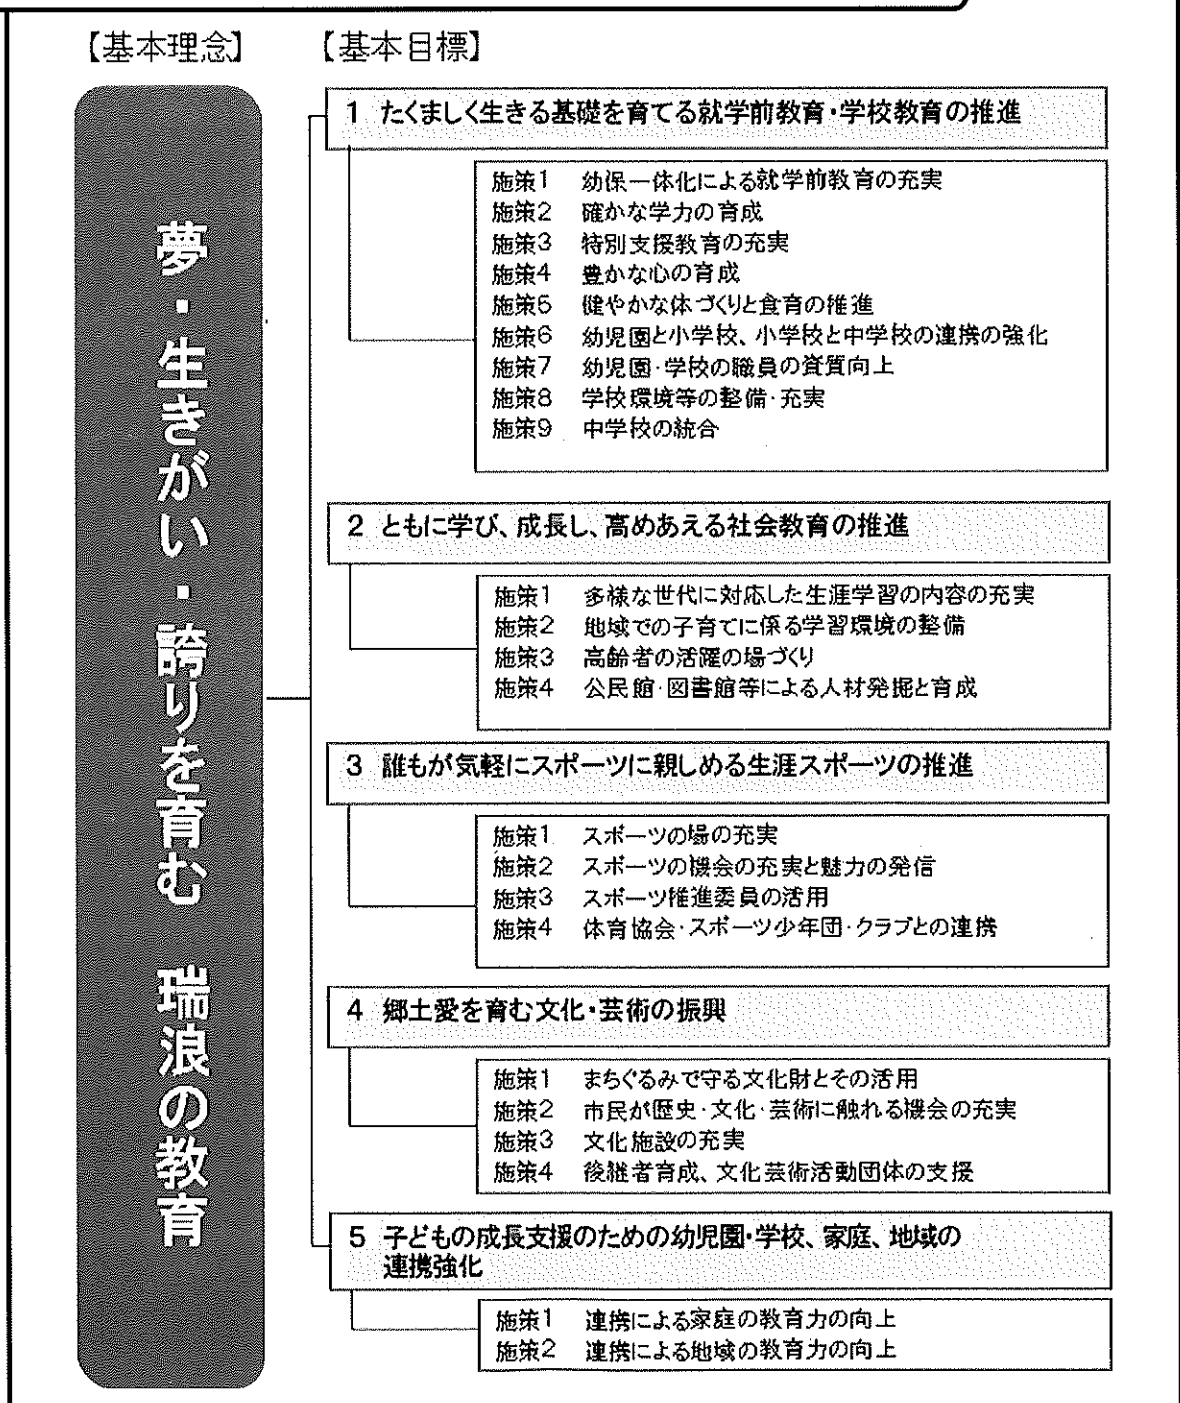 【基本理念】
【基本目標】
夢・生きがい・誇りを育む　瑞浪の教育
1 たくましく生きる基礎を育てる就学前教育・学校教育の推進
施策1 幼保一体化による就学前教育の充実
施策2 確かな学力の育成
施策3 特別支援教育の充実
施策4 豊かな心の育成
施策5 健やかな体づくりと食育の推進
施策6 幼児園と小学校、小学校と中学校の連携の強化
施策7 幼児園・学校の職員の資質向上
施策8 学校環境等の整備・充実
施策9 中学校の統合
2 ともに学び、成長し、高めあえる社会教育の推進
施策1 多様な世代に対応した生涯学習の内容の充実
施策2 地域での子育てに係る学習環境の整備
施策3 高齢者の活躍の場づくり
施策4 公民館・図書館等による人材発掘と育成
3 誰もが気軽にスポーツに親しめる生涯スポーツの推進
施策1 スポーツの場の充実
施策2 スポーツの機会の充実と魅力の発信
施策3 スポーツ推進委員の活用
施策4 体育協会・スポーツ少年団・クラブとの連携
4 郷土愛を育む文化・芸術の振興
施策1 まちぐるみで守る文化財とその活用
施策2 市民が歴史・文化・芸術に触れる機会の充実
施策3 文化施設の充実
施策4 後継者育成、文化芸術活動団体の支援
5 子どもの成長支援のための幼児園・学校、家庭、地域の
連携強化
施策1 連携による家庭の教育力の向上
施策2 連携による地域の教育力の向上